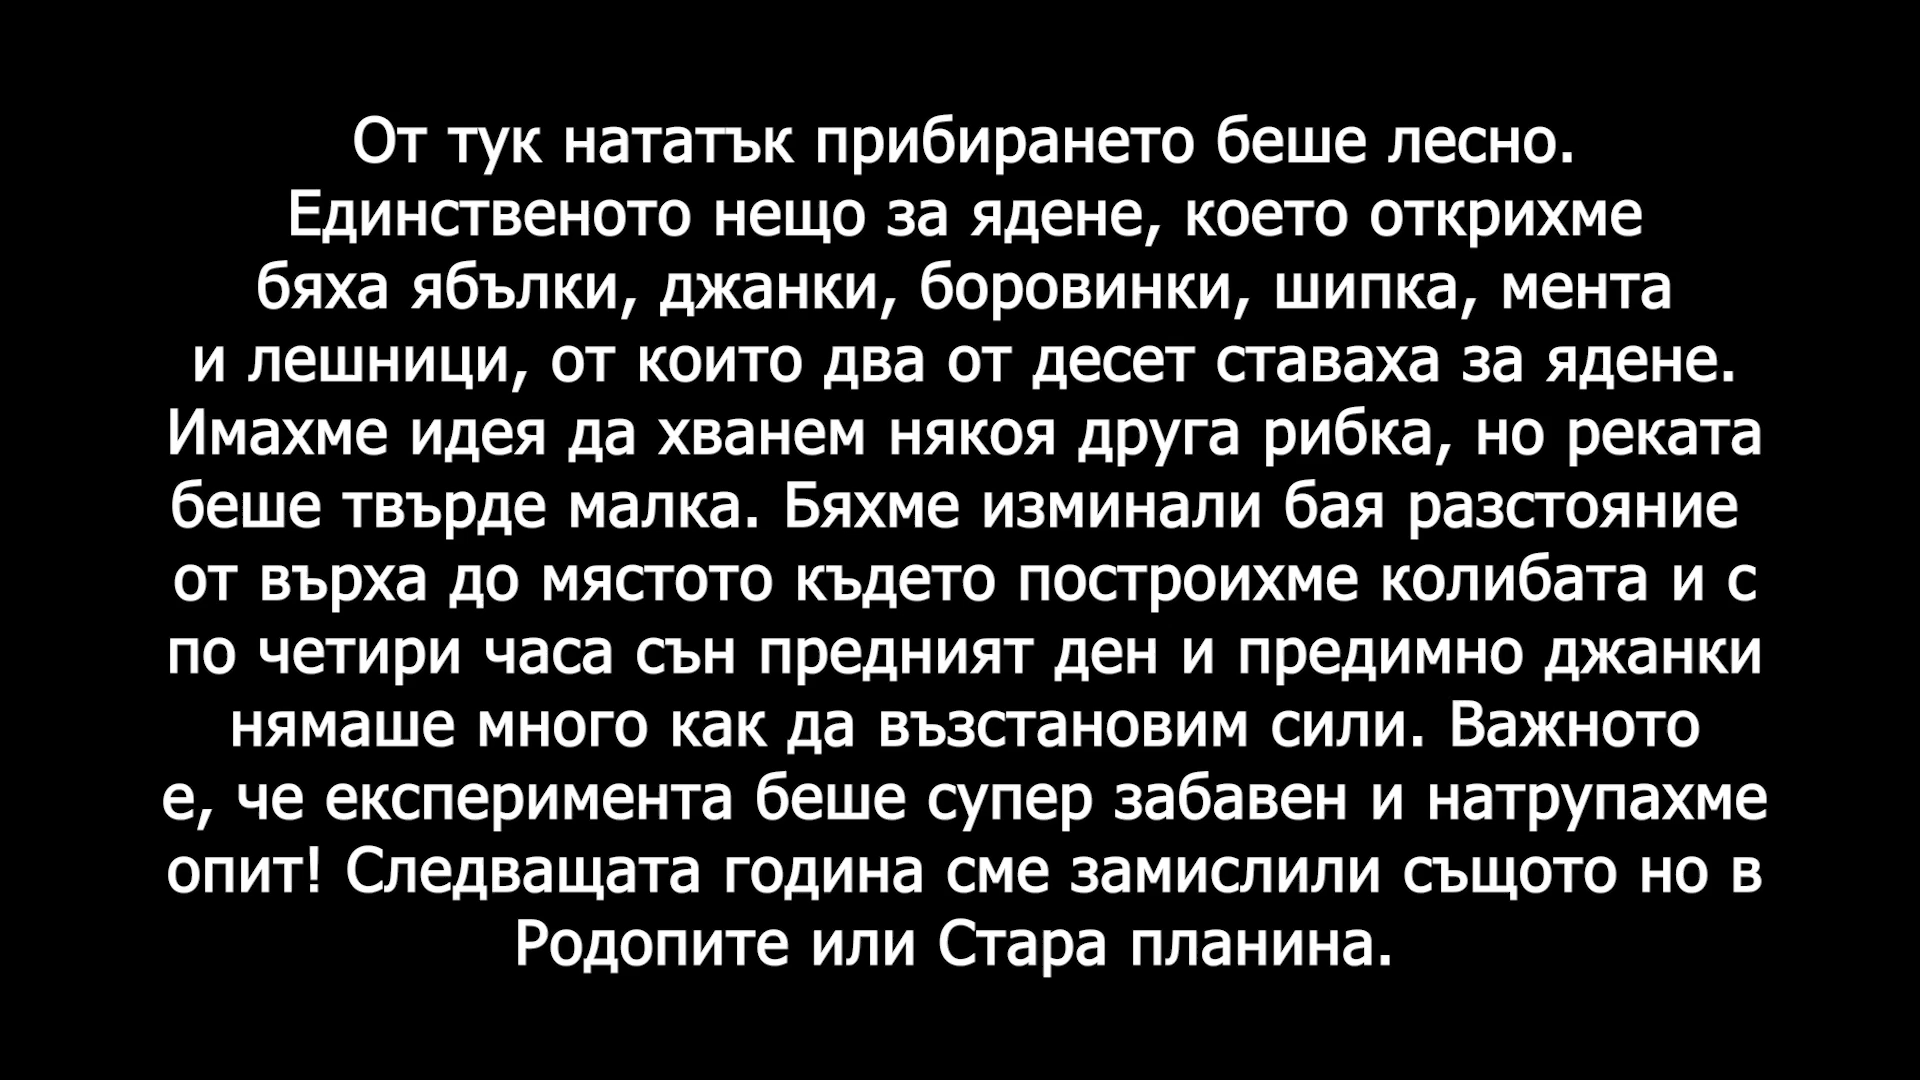 От тук нататък прибирането беше лесно.
Единственото нещо за ядене, което открихме
бяха ябълки, джанки, боровинки, шипка, мента
и лешници, от които два от десет ставаха за ядене.
Имахме идея да хванем някоя друга рибка, но реката
беше твърде малка. Бяхме изминали бая разстояние
от върха до мястото където построихме колибата и с
по четири часа сън предният ден и предимно джанки
нямаше много как да възстановим сили. Важното
е, че експеримента беше супер забавен и натрупахме
опит! Следващата година сме замислили същото но в
Родопите или Стара планина.